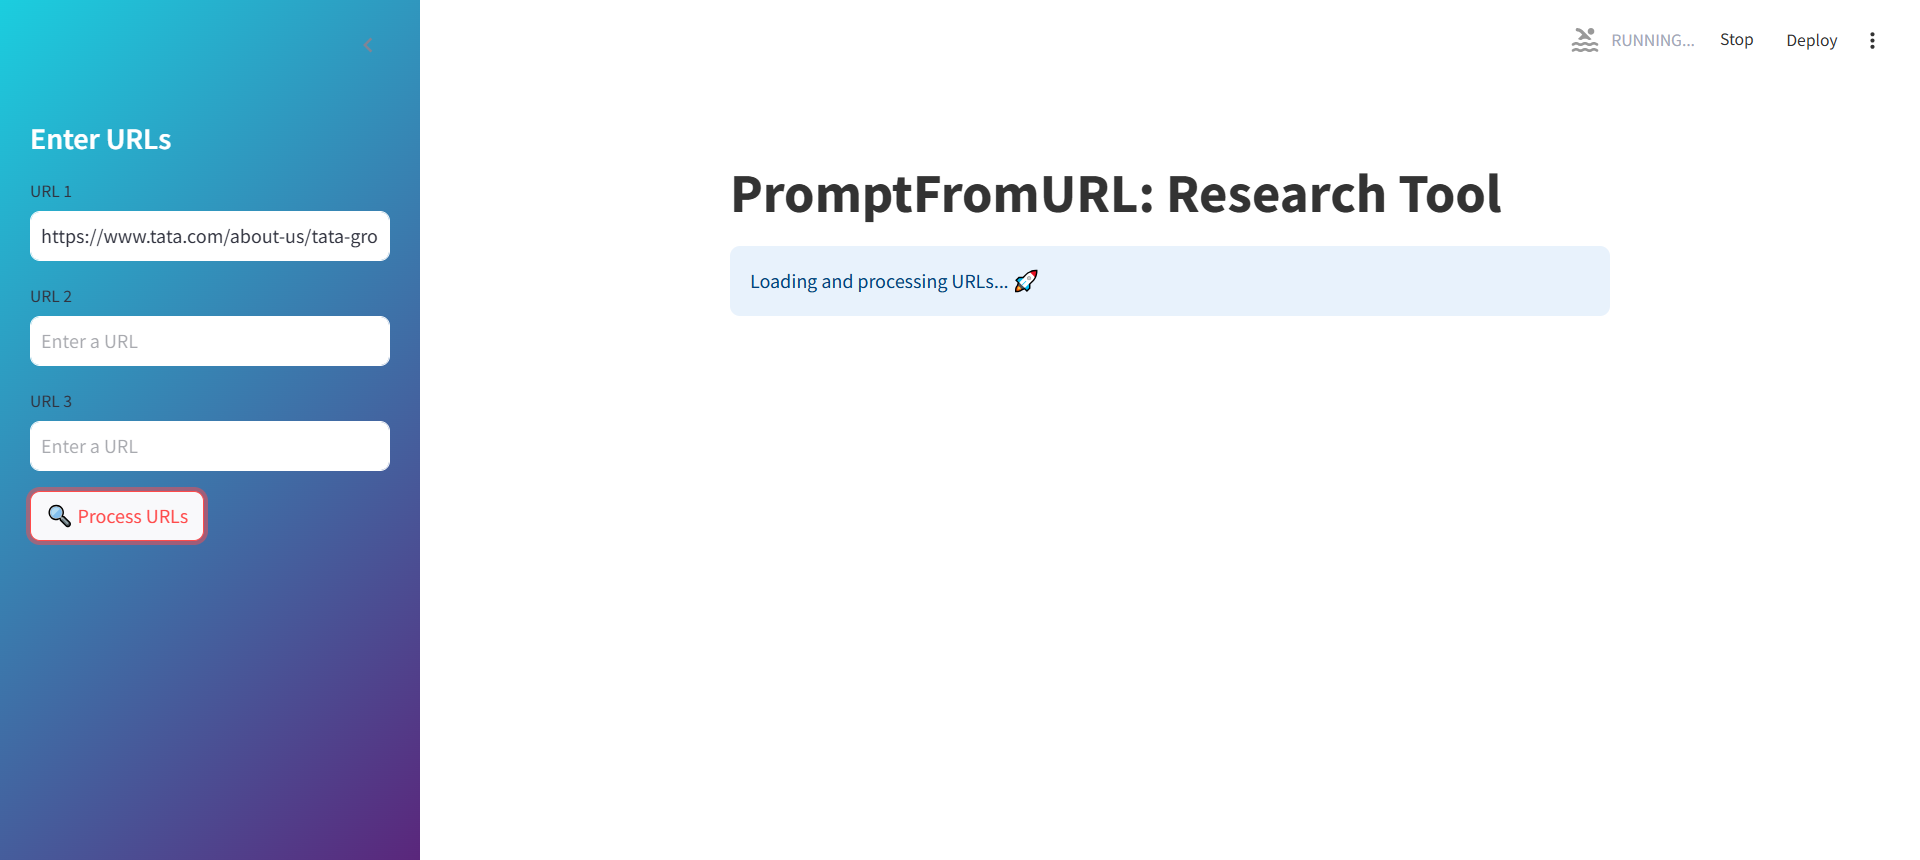 RUNNING...
Stop
Deploy
Enter URLs
URL 1
https://www.tata.com/about-us/tata-gro
URL 2
Enter a URL
URL 3
Enter a URL
🔍 Process URLs
PromptFromURL: Research Tool
Loading and processing URLs... 🚀